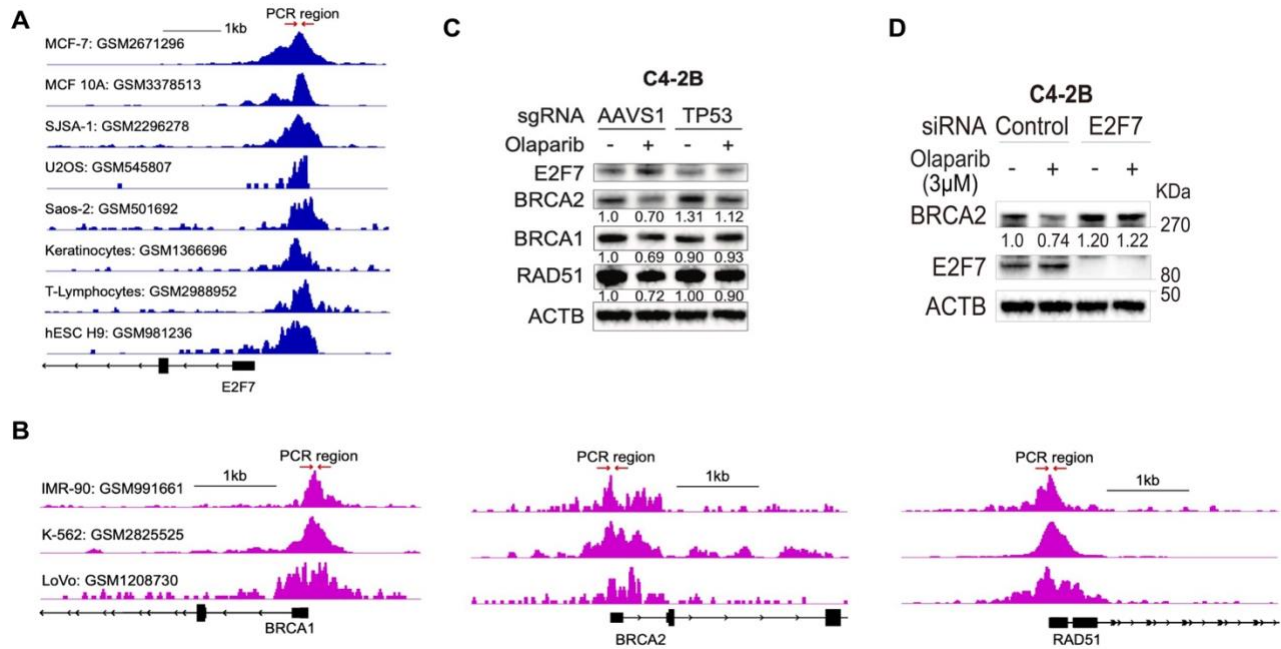 A
PCR region
1kb
MCF-7: GSM2671296
MCF 10A: GSM3378513
SJSA-1: GSM2296278
U2OS: GSM545807
Saos-2: GSM501692
Keratinocytes: GSM1366696
T-Lymphocytes: GSM2988952
hESC H9: GSM981236
E2F7
C
C4-2B
sgRNA AAVS1 TP53
Olaparib - + - +
E2F7
BRCA2
1.0 0.70 1.31 1.12
BRCA1
1.0 0.69 0.90 0.93
RAD51
1.0 0.72 1.00 0.90
ACTB
D
C4-2B
siRNA Control E2F7
Olaparib - + - +
(3μM)
KDa
BRCA2
270
1.0 0.74 1.20 1.22
E2F7
80
50
ACTB
B
PCR region
1kb
IMR-90: GSM991661
K-562: GSM2825525
LoVo: GSM1208730
BRCA1
PCR region
1kb
BRCA2
PCR region
1kb
RAD51